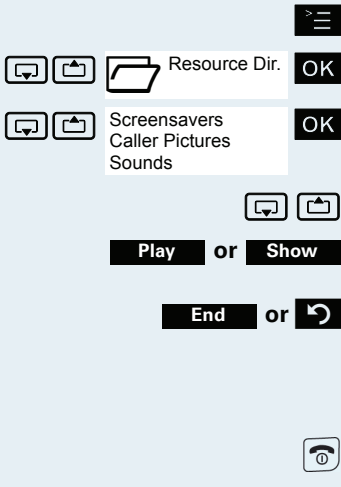 Resource Dir. OK
Screensavers OK
Caller Pictures
Sounds
Play or Show
End or